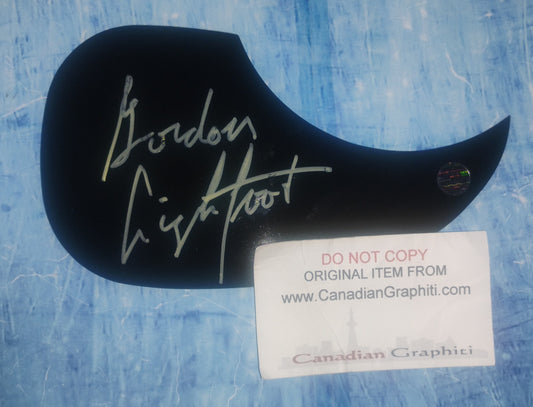 Gordon
Lightfoot
DO NOT COPY
ORIGINAL ITEM FROM
www.CanadianGraphiti.com
Canadian Graphiti